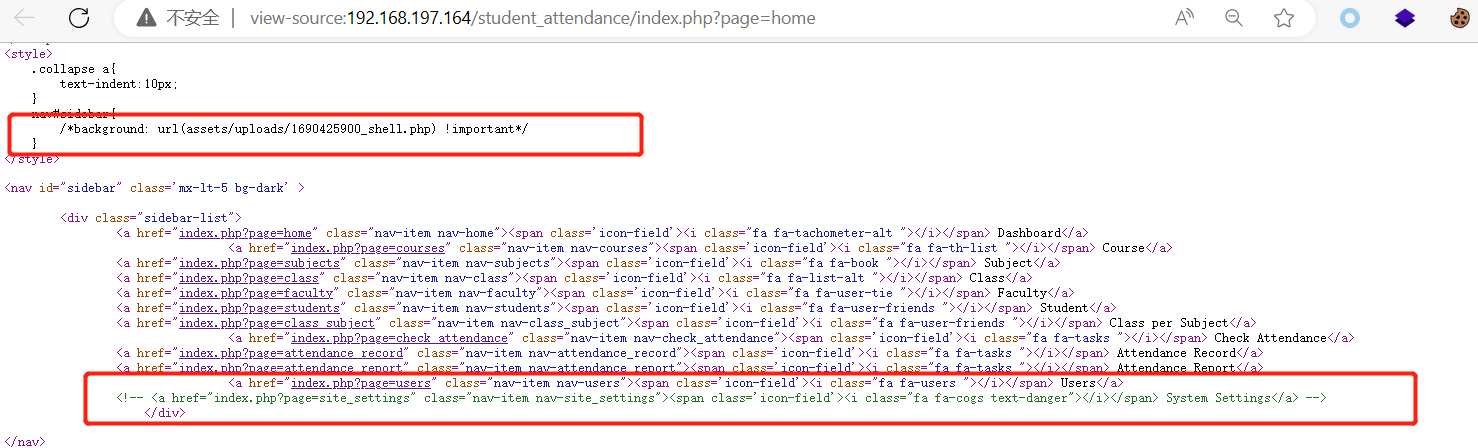 不安全 | view-source:192.168.197.164/student_attendance/index.php?page=home
<style>
.collapse a{
text-indent:10px;
}
nav#sidebar{
/*background: url(assets/uploads/1690425900_shell.php) !important*/
}
</style>
<nav id="sidebar" class='mx-lt-5 bg-dark' >
<div class="sidebar-list">
<a href="index.php?page=home" class="nav-item nav-home"><span class='icon-field'><i class="fa fa-tachometer-alt "></i></span> Dashboard</a>
<a href="index.php?page=courses" class="nav-item nav-courses"><span class='icon-field'><i class="fa fa-th-list "></i></span> Course</a>
<a href="index.php?page=subjects" class="nav-item nav-subjects"><span class='icon-field'><i class="fa fa-book "></i></span> Subject</a>
<a href="index.php?page=class" class="nav-item nav-class"><span class='icon-field'><i class="fa fa-list-alt "></i></span> Class</a>
<a href="index.php?page=faculty" class="nav-item nav-faculty"><span class='icon-field'><i class="fa fa-user-tie "></i></span> Faculty</a>
<a href="index.php?page=students" class="nav-item nav-students"><span class='icon-field'><i class="fa fa-user-friends "></i></span> Student</a>
<a href="index.php?page=class_subject" class="nav-item nav-class_subject"><span class='icon-field'><i class="fa fa-user-friends "></i></span> Class per Subject</a>
<a href="index.php?page=check_attendance" class="nav-item nav-check_attendance"><span class='icon-field'><i class="fa fa-tasks "></i></span> Check Attendance</a>
<a href="index.php?page=attendance_record" class="nav-item nav-attendance_record"><span class='icon-field'><i class="fa fa-tasks "></i></span> Attendance Record</a>
<a href="index.php?page=attendance_report" class="nav-item nav-attendance_report"><span class='icon-field'><i class="fa fa-tasks "></i></span> Attendance Report</a>
<a href="index.php?page=users" class="nav-item nav-users"><span class='icon-field'><i class="fa fa-users "></i></span> Users</a>
<!-- <a href="index.php?page=site_settings" class="nav-item nav-site_settings"><span class='icon-field'><i class="fa fa-cogs text-danger"></i></span> System Settings</a> -->
</div>
</nav>